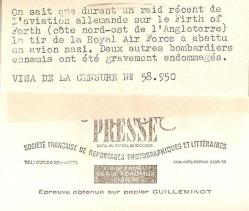 On sait que durant un raid récent de
l'aviation allemande sur le Firth of
Forth (côte nord-est de l'Angleterre)
le tir de la Royal Air Force a abattu
un avion nazi. Deux autres bombardiers
ennemis ont été gravement endommagés.
VISA DE LA CENSURE Nº 58.950
PRESSE
SOCIÉTÉ FRANÇAISE DE REPORTAGES PHOTOGRAPHIQUES ET LITTÉRAIRES
Epreuve obtenue sur papier GUILLEMINOT